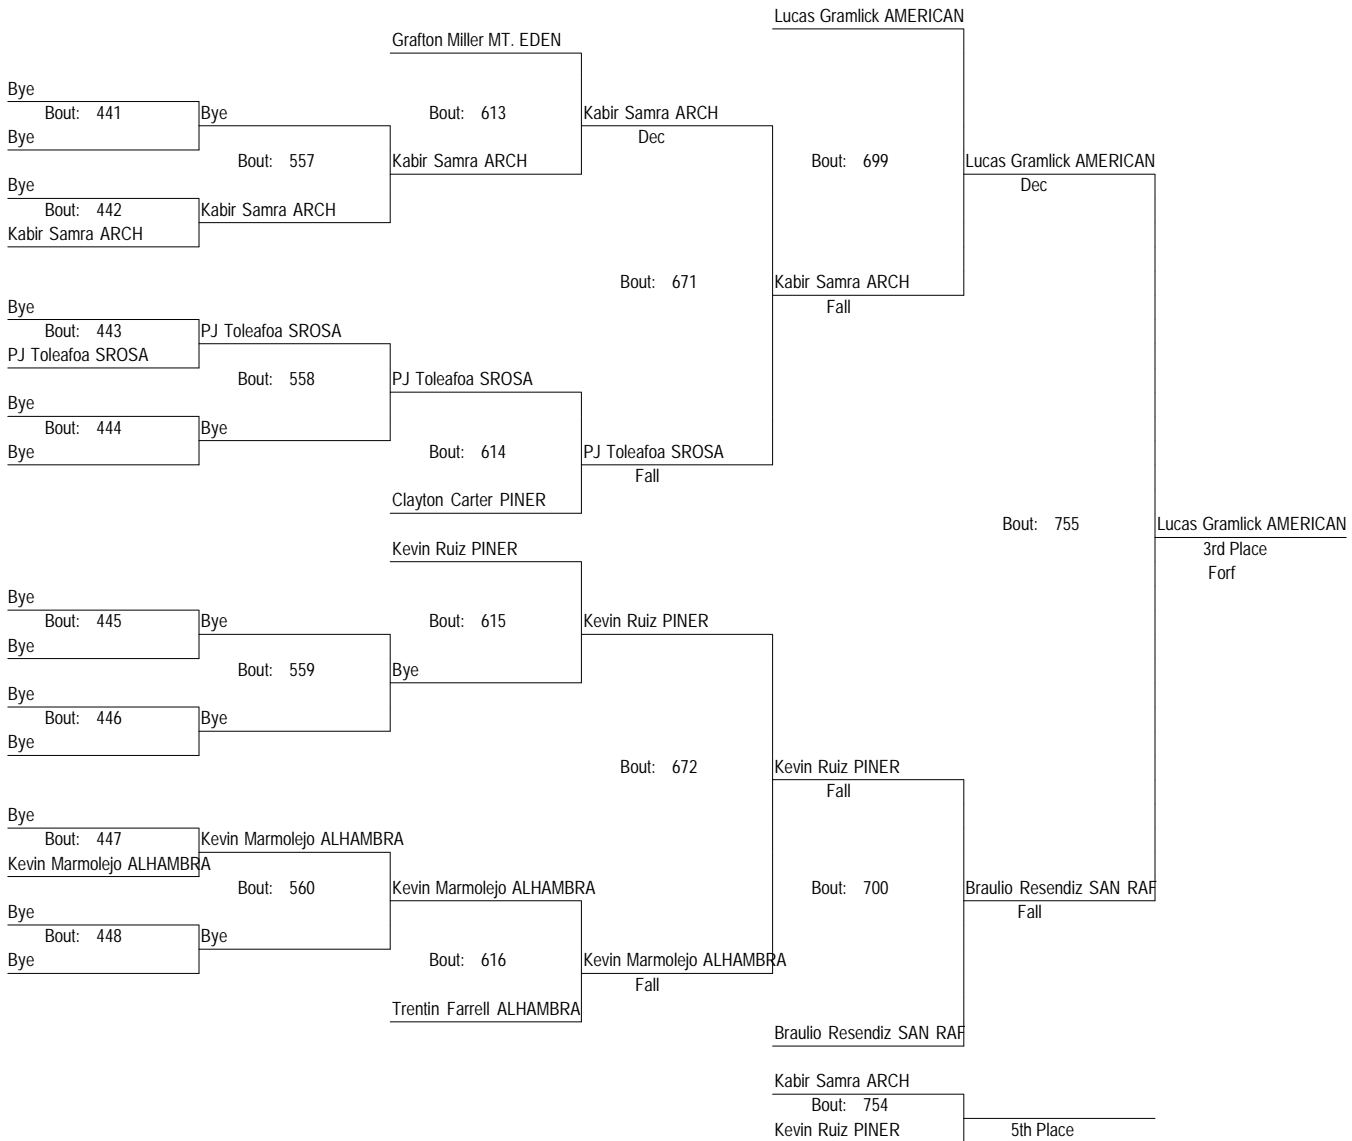 Lucas Gramlick AMERICAN
Grafton Miller MT. EDEN
Bye
Bout: 441
Bye
Bout: 613
Kabir Samra ARCH
Bye
Dec
Bout: 557
Kabir Samra ARCH
Bout: 699
Lucas Gramlick AMERICAN
Bye
Dec
Bout: 442
Kabir Samra ARCH
Kabir Samra ARCH
Bout: 671
Kabir Samra ARCH
Bye
Fall
Bout: 443
PJ Toleafoa SROSA
PJ Toleafoa SROSA
Bout: 558
PJ Toleafoa SROSA
Bye
Bout: 444
Bye
Bye
Bout: 614
PJ Toleafoa SROSA
Fall
Clayton Carter PINER
Bout: 755
Lucas Gramlick AMERICAN
Kevin Ruiz PINER
3rd Place
Forf
Bye
Bout: 445
Bye
Bout: 615
Kevin Ruiz PINER
Bye
Bout: 559
Bye
Bye
Bout: 446
Bye
Bye
Bout: 672
Kevin Ruiz PINER
Fall
Bye
Bout: 447
Kevin Marmolejo ALHAMBRA
Kevin Marmolejo ALHAMBRA
Bout: 560
Kevin Marmolejo ALHAMBRA
Bout: 700
Braulio Resendiz SAN RAF
Bye
Fall
Bout: 448
Bye
Bye
Bout: 616
Kevin Marmolejo ALHAMBRA
Fall
Trentin Farrell ALHAMBRA
Braulio Resendiz SAN RAF
Kabir Samra ARCH
Bout: 754
Kevin Ruiz PINER
5th Place